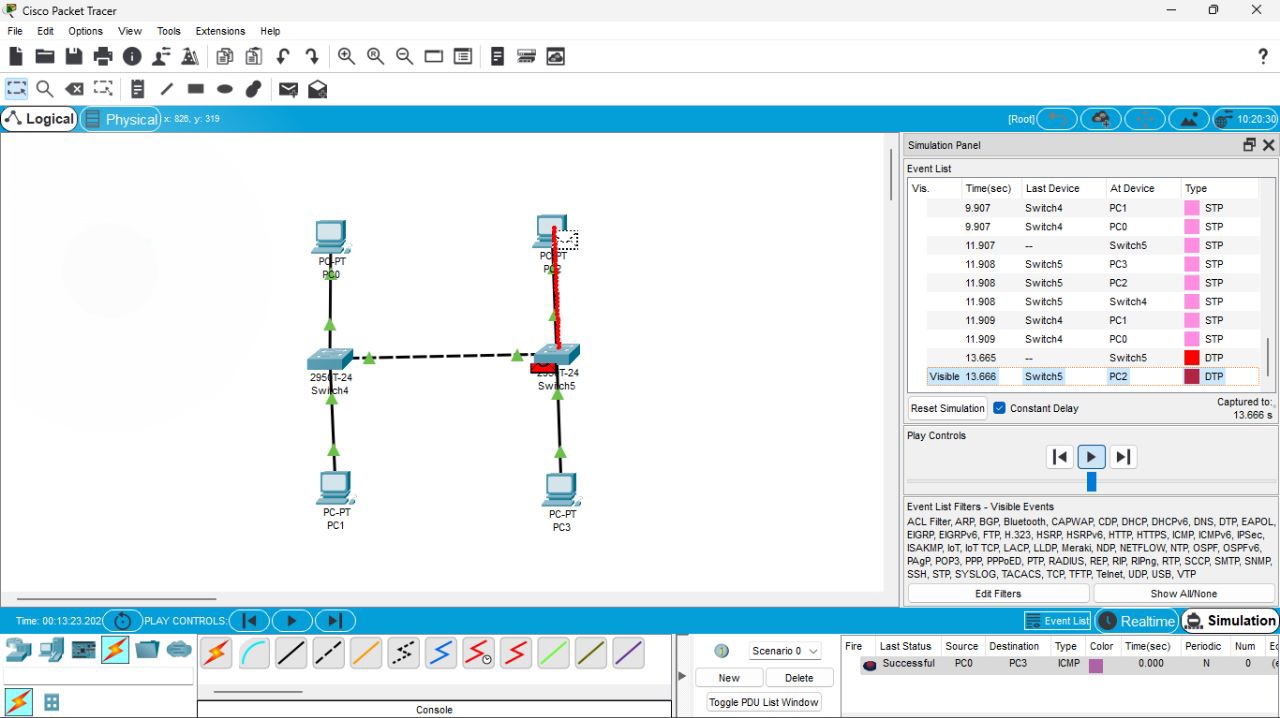 Cisco Packet Tracer
File Edit Options View Tools Extensions Help
Logical Physical x: 826, y: 319 [Root] 10:20:30
Simulation Panel
Event List
Vis. Time(sec) Last Device At Device Type
9.907 Switch4 PC1 STP
9.907 Switch4 PC0 STP
11.907 -- Switch5 STP
11.908 Switch5 PC3 STP
11.908 Switch5 PC2 STP
11.908 Switch5 Switch4 STP
11.909 Switch4 PC1 STP
11.909 Switch4 PC0 STP
13.665 -- Switch5 DTP
Visible 13.666 Switch5 PC2 DTP
Reset Simulation Constant Delay Captured to:
13.666 s
Play Controls
Event List Filters - Visible Events
ACL Filter, ARP, BGP, Bluetooth, CAPWAP, CDP, DHCP, DHCPv6, DNS, DTP, EAPOL,
EIGRP, EIGRPv6, FTP, H.323, HSRP, HSRPv6, HTTP, HTTPS, ICMP, ICMPv6, IPSec,
ISAKMP, IoT, IoT TCP, LACP, LLDP, Meraki, NDP, NETFLOW, NTP, OSPF, OSPFv6,
PAgP, POP3, PPP, PPPoED, PTP, RADIUS, REP, RIP, RIPng, RTP, SCCP, SMTP, SNMP,
SSH, STP, SYSLOG, TACACS, TCP, TFTP, Telnet, UDP, USB, VTP
Edit Filters Show All/None
PC-PT
PC0
PC-PT
PC2
2950T-24
Switch4
2950T-24
Switch5
PC-PT
PC1
PC-PT
PC3
Time: 00:13:23.202 PLAY CONTROLS: Event List Realtime Simulation
Console
Scenario 0
New Delete
Toggle PDU List Window
Fire Last Status Source Destination Type Color Time(sec) Periodic Num
Successful PC0 PC3 ICMP 0.000 N 0